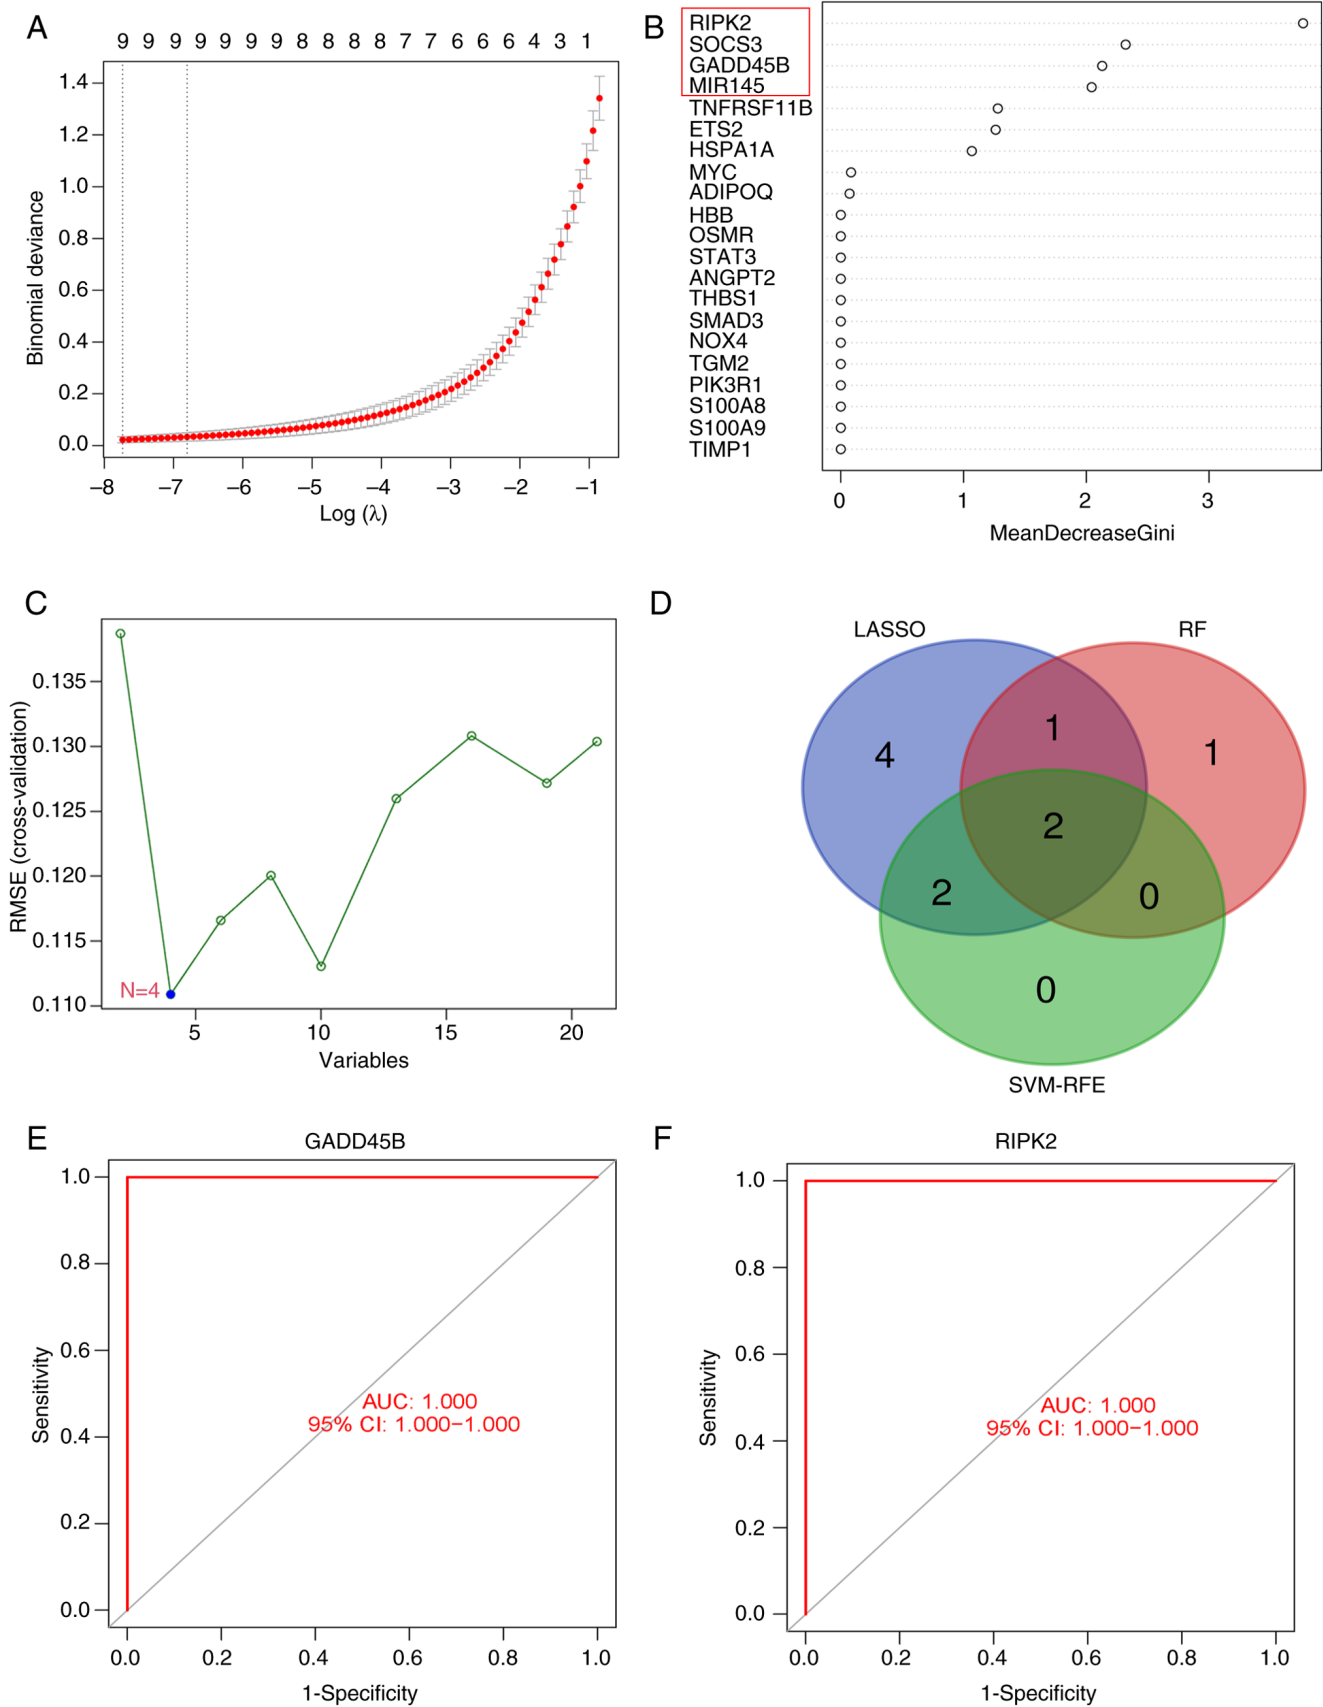 A
9 9 9 9 9 9 9 8 8 8 8 7 7 6 6 6 4 3 1
1.4
1.2
1.0
0.8
0.6
0.4
0.2
0.0
Binomial deviance
–8 –7 –6 –5 –4 –3 –2 –1
Log (λ)
B
RIPK2
SOCS3
GADD45B
MIR145
TNFRSF11B
ETS2
HSPA1A
MYC
ADIPOQ
HBB
OSMR
STAT3
ANGPT2
THBS1
SMAD3
NOX4
TGM2
PIK3R1
S100A8
S100A9
TIMP1
0 1 2 3
MeanDecreaseGini
C
0.135
0.130
0.125
0.120
0.115
0.110
RMSE (cross-validation)
N=4
5 10 15 20
Variables
D
LASSO RF
4 1 1
2
2 0
0
SVM-RFE
E
GADD45B
1.0
0.8
0.6
0.4
0.2
0.0
Sensitivity
AUC: 1.000
95% CI: 1.000–1.000
0.0 0.2 0.4 0.6 0.8 1.0
1-Specificity
F
RIPK2
1.0
0.8
0.6
0.4
0.2
0.0
Sensitivity
AUC: 1.000
95% CI: 1.000–1.000
0.0 0.2 0.4 0.6 0.8 1.0
1-Specificity